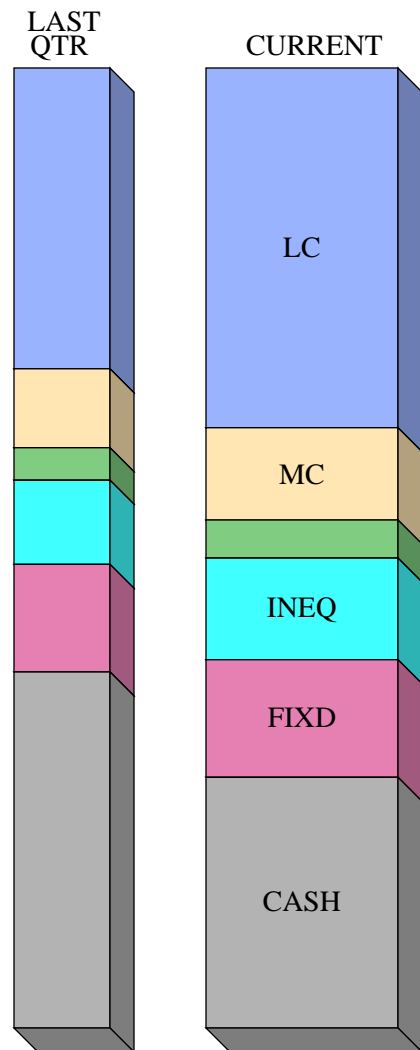 LAST
QTR
CURRENT
LC
MC
INEQ
FIXD
CASH